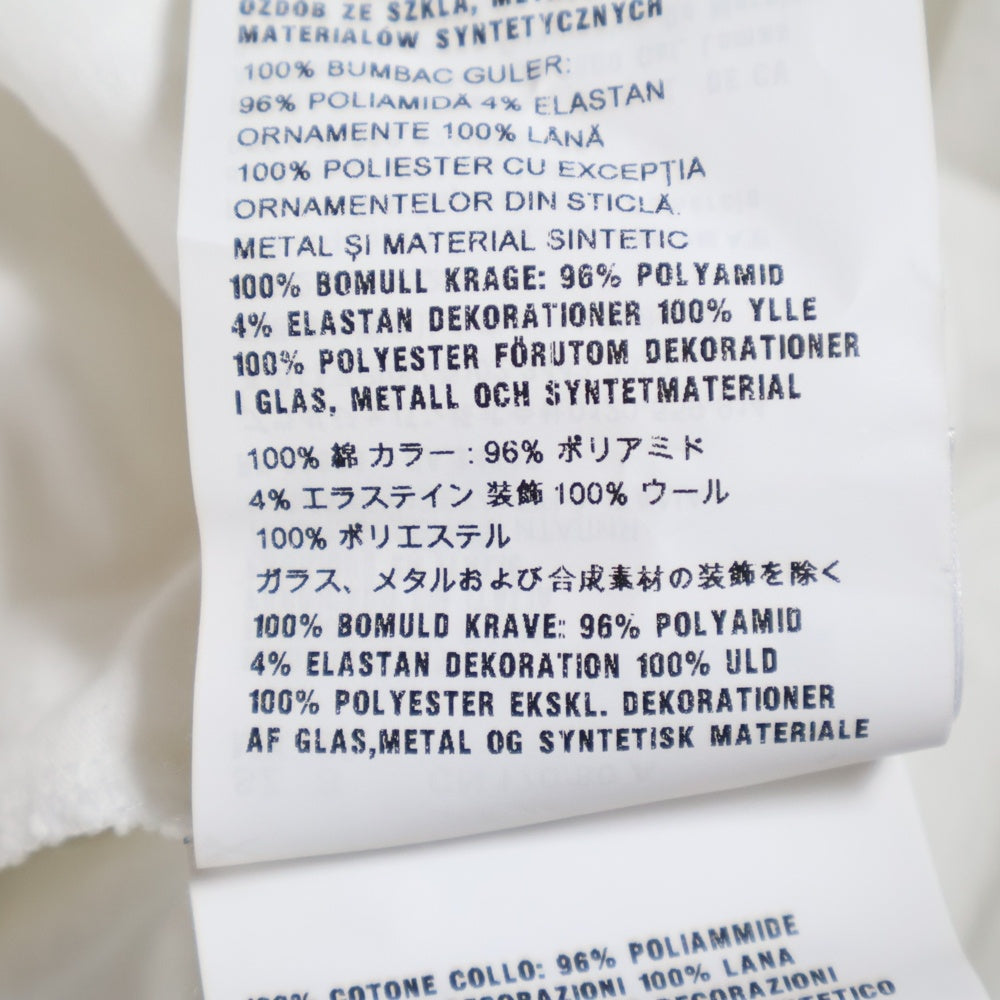 OZDÓB ZE SZKŁA,
MATERIAŁÓW SYNTETYCZNYCH
100% BUMBAC GULER:
96% POLIAMIDĂ 4% ELASTAN
ORNAMENTE 100% LÂNĂ
100% POLIESTER CU EXCEPŢIA
ORNAMENTELOR DIN STICLĂ.
METAL ŞI MATERIAL SINTETIC
100% BOMULL KRAGE: 96% POLYAMID
4% ELASTAN DEKORATIONER 100% YLLE
100% POLYESTER FÖRUTOM DEKORATIONER
I GLAS, METALL OCH SYNTETMATERIAL
100% 綿 カラー : 96% ポリアミド
4% エラステイン 装飾 100% ウール
100% ポリエステル
ガラス、メタルおよび合成素材の装飾を除く
100% BOMULD KRAVE: 96% POLYAMID
4% ELASTAN DEKORATION 100% ULD
100% POLYESTER EKSKL. DEKORATIONER
AF GLAS,METAL OG SYNTETISK MATERIALE
COTONE COLLO: 96% POLIAMMIDE
100% LANA